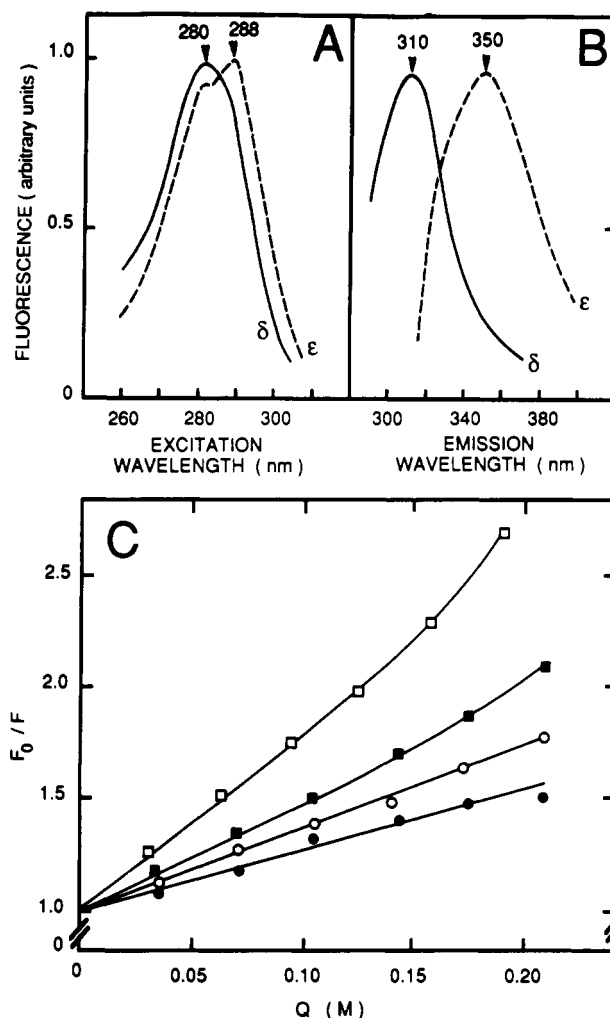 A
B
280
288
310
350
1.0
0.5
0
FLUORESCENCE (arbitrary units)
δ
ε
δ
ε
260
280
300
300
340
380
EXCITATION
WAVELENGTH (nm)
EMISSION
WAVELENGTH (nm)
C
2.5
2.0
1.5
1.0
0
F₀/F
0
0.05
0.10
0.15
0.20
Q (M)